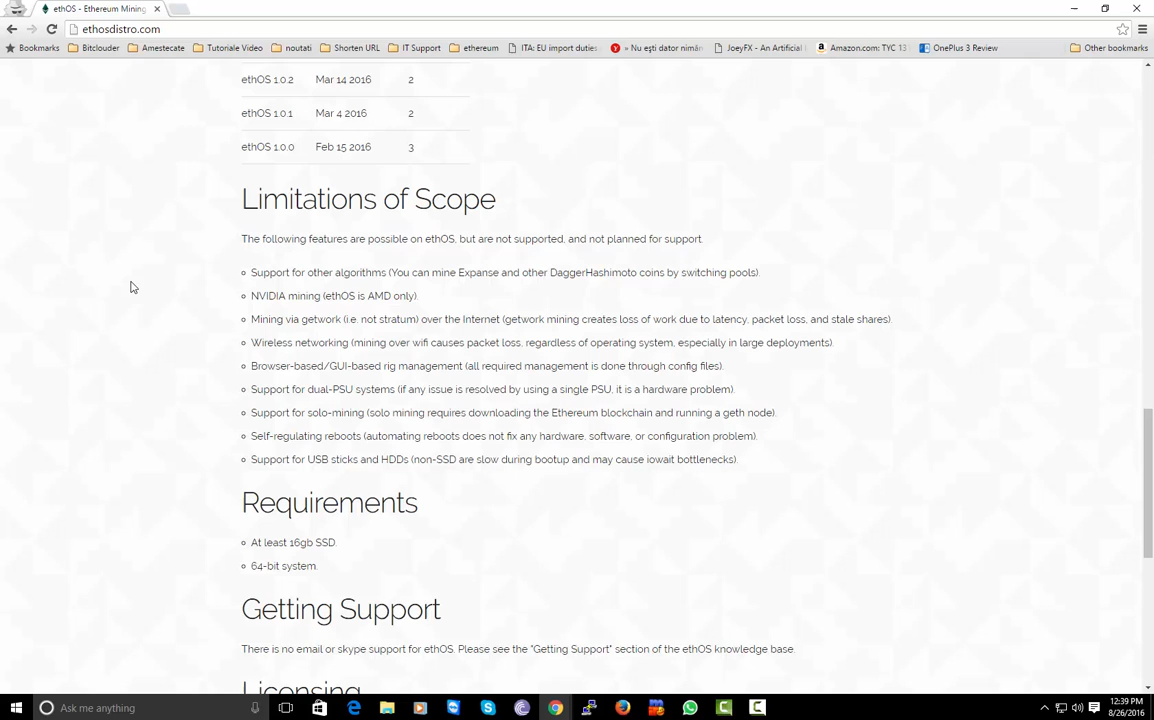 ethOS - Ethereum Mining
ethosdistro.com
Bookmarks Bitclouder Amestecate Tutoriale Video noutati Shorten URL IT Support ethereum ITA: EU import duties » Nu eşti dator nimăn JoeyFX - An Artificial Amazon.com: TYC 13 OnePlus 3 Review Other bookmarks
ethOS 1.0.2 Mar 14 2016 2
ethOS 1.0.1 Mar 4 2016 2
ethOS 1.0.0 Feb 15 2016 3
Limitations of Scope
The following features are possible on ethOS, but are not supported, and not planned for support.
Support for other algorithms (You can mine Expanse and other DaggerHashimoto coins by switching pools).
NVIDIA mining (ethOS is AMD only).
Mining via getwork (i.e. not stratum) over the Internet (getwork mining creates loss of work due to latency, packet loss, and stale shares).
Wireless networking (mining over wifi causes packet loss, regardless of operating system, especially in large deployments).
Browser-based/GUI-based rig management (all required management is done through config files).
Support for dual-PSU systems (if any issue is resolved by using a single PSU, it is a hardware problem).
Support for solo-mining (solo mining requires downloading the Ethereum blockchain and running a geth node).
Self-regulating reboots (automating reboots does not fix any hardware, software, or configuration problem).
Support for USB sticks and HDDs (non-SSD are slow during bootup and may cause iowait bottlenecks).
Requirements
At least 16gb SSD.
64-bit system.
Getting Support
There is no email or skype support for ethOS. Please see the "Getting Support" section of the ethOS knowledge base.
Licensing
Ask me anything
12:39 PM
8/26/2016